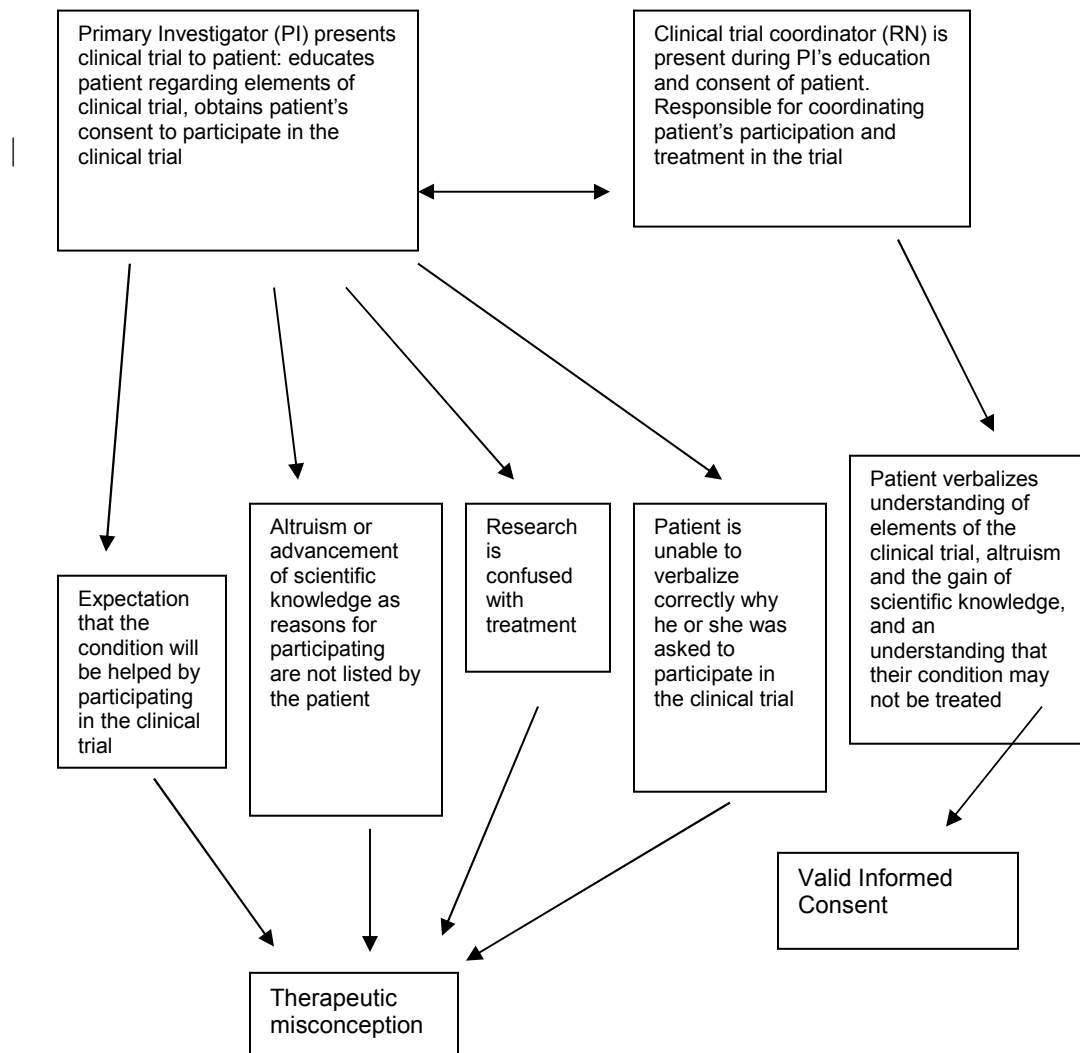 Primary Investigator (PI) presents
clinical trial to patient: educates
patient regarding elements of
clinical trial, obtains patient’s
consent to participate in the
clinical trial
Clinical trial coordinator (RN) is
present during PI’s education
and consent of patient.
Responsible for coordinating
patient’s participation and
treatment in the trial
Expectation
that the
condition will
be helped by
participating
in the clinical
trial
Altruism or
advancement
of scientific
knowledge as
reasons for
participating
are not listed by
the patient
Research
is
confused
with
treatment
Patient is
unable to
verbalize
correctly why
he or she was
asked to
participate in
the clinical trial
Patient verbalizes
understanding of
elements of the
clinical trial, altruism
and the gain of
scientific knowledge,
and an
understanding that
their condition may
not be treated
Valid Informed
Consent
Therapeutic
misconception